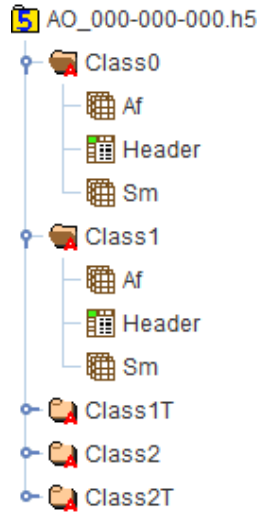 AO_000-000-000.h5
Class0
Af
Header
Sm
Class1
Af
Header
Sm
Class1T
Class2
Class2T